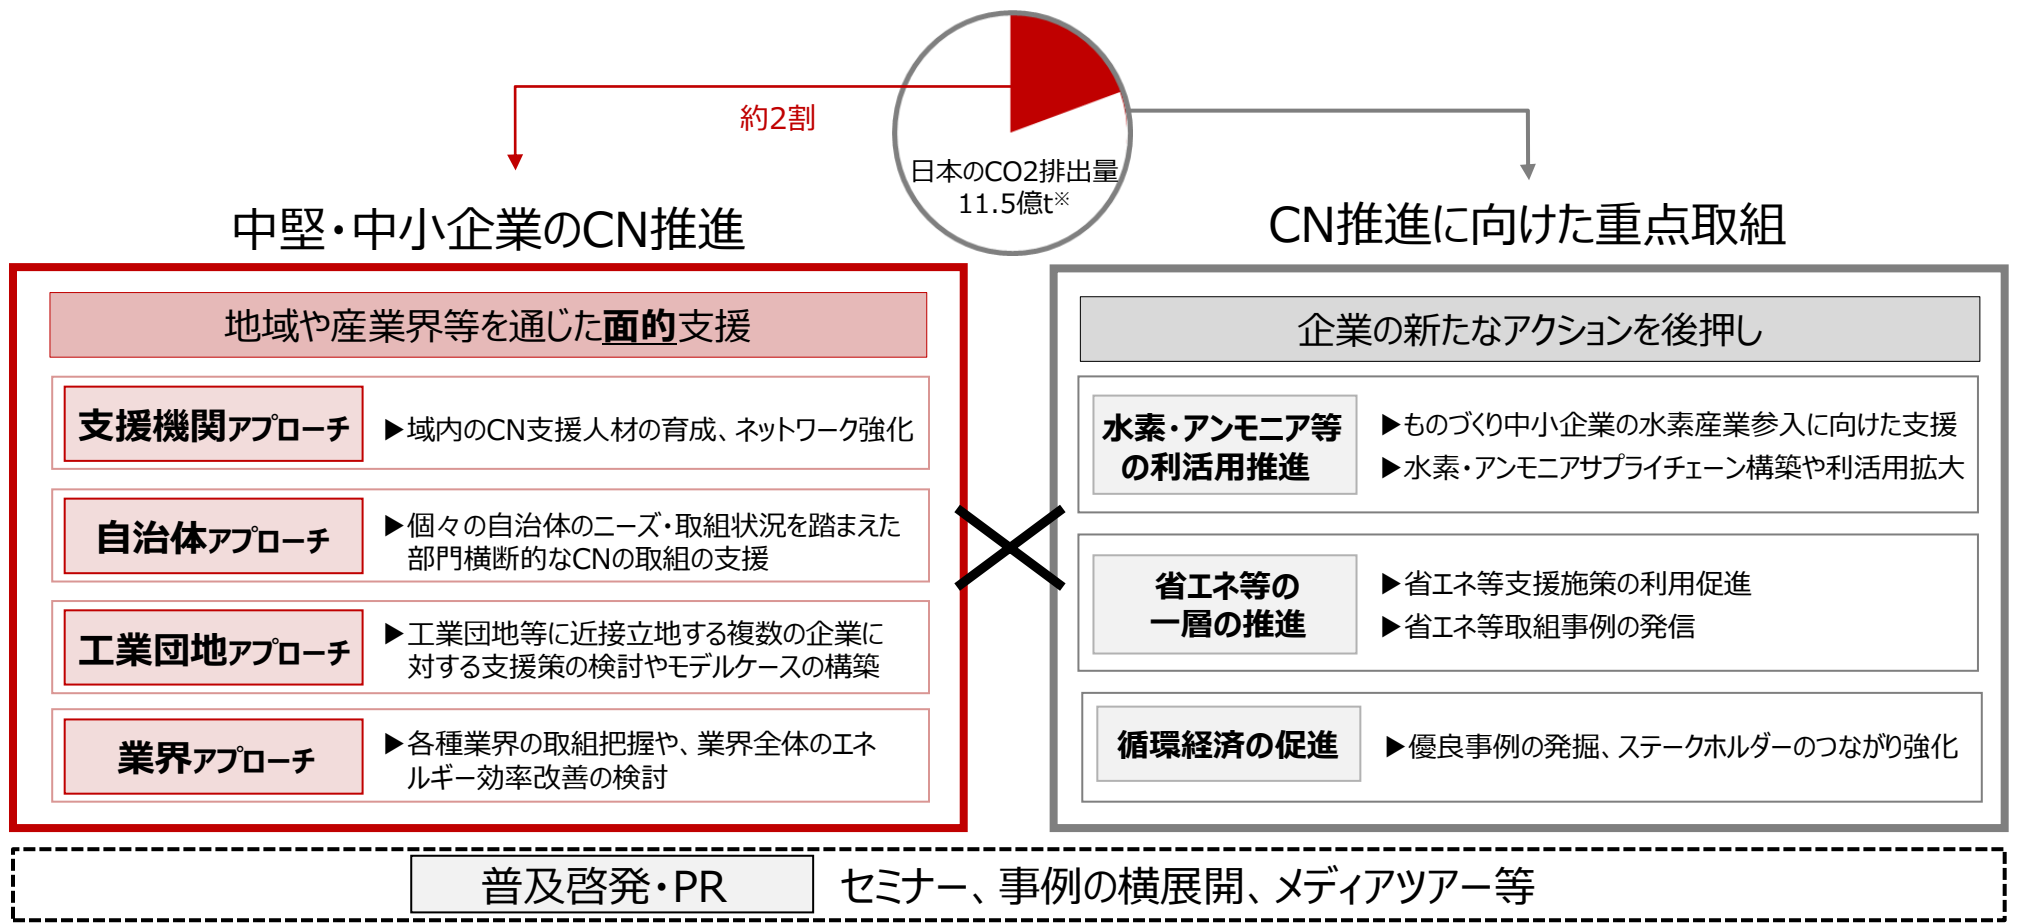 約2割
日本のCO2排出量
11.5億t※
中堅・中小企業のCN推進
地域や産業界等を通じた面的支援
支援機関アプローチ
▶域内のCN支援人材の育成、ネットワーク強化
自治体アプローチ
▶個々の自治体のニーズ・取組状況を踏まえた
部門横断的なCNの取組の支援
工業団地アプローチ
▶工業団地等に近接立地する複数の企業に
対する支援策の検討やモデルケースの構築
業界アプローチ
▶各種業界の取組把握や、業界全体のエネ
ルギー効率改善の検討
CN推進に向けた重点取組
企業の新たなアクションを後押し
水素・アンモニア等
の利活用推進
▶ものづくり中小企業の水素産業参入に向けた支援
▶水素・アンモニアサプライチェーン構築や利活用拡大
省エネ等の
一層の推進
▶省エネ等支援施策の利用促進
▶省エネ等取組事例の発信
循環経済の促進
▶優良事例の発掘、ステークホルダーのつながり強化
普及啓発・PR
セミナー、事例の横展開、メディアツアー等